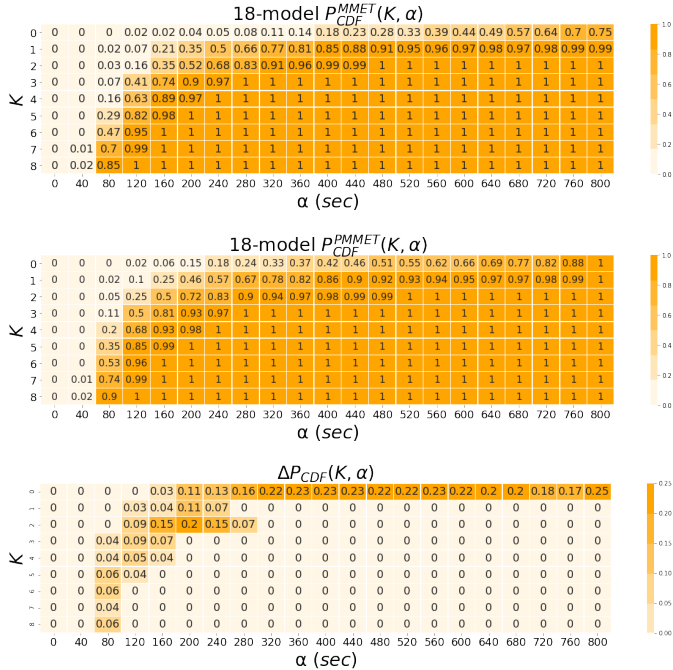 18-model P^{MMET}_{CDF}(K, α)
0 0 0 0 0.02 0.02 0.04 0.05 0.08 0.11 0.14 0.18 0.23 0.28 0.33 0.39 0.44 0.49 0.57 0.64 0.7 0.75
1 0 0 0.02 0.07 0.21 0.35 0.5 0.66 0.77 0.81 0.85 0.88 0.91 0.95 0.96 0.97 0.96 0.98 0.97 0.98 0.99
2 0 0 0.03 0.16 0.35 0.52 0.68 0.83 0.91 0.96 0.99 0.99 1 1 1 1 1 1 1 1 1
3 0 0 0.07 0.41 0.74 0.9 0.97 1 1 1 1 1 1 1 1 1 1 1 1 1 1
4 0 0 0.16 0.63 0.89 0.97 1 1 1 1 1 1 1 1 1 1 1 1 1 1 1
5 0 0 0.29 0.82 0.98 1 1 1 1 1 1 1 1 1 1 1 1 1 1 1 1
6 0 0 0.47 0.95 1 1 1 1 1 1 1 1 1 1 1 1 1 1 1 1 1
7 0 0.01 0.7 0.99 1 1 1 1 1 1 1 1 1 1 1 1 1 1 1 1 1
8 0 0.02 0.85 1 1 1 1 1 1 1 1 1 1 1 1 1 1 1 1 1 1
K
0 40 80 120 160 200 240 280 320 360 400 440 480 520 560 600 640 680 720 760 800
α (sec)
1.0
0.8
0.6
0.4
0.2
0.0
18-model P^{PMMET}_{CDF}(K, α)
0 0 0 0 0.02 0.06 0.15 0.18 0.24 0.33 0.37 0.42 0.46 0.51 0.55 0.62 0.66 0.69 0.77 0.82 0.88 1
1 0 0 0.02 0.1 0.25 0.46 0.57 0.67 0.78 0.82 0.86 0.9 0.92 0.93 0.94 0.95 0.97 0.97 0.98 0.99 1
2 0 0 0.05 0.25 0.5 0.72 0.83 0.9 0.94 0.97 0.98 0.99 0.99 1 1 1 1 1 1 1 1
3 0 0 0.11 0.5 0.81 0.93 0.97 1 1 1 1 1 1 1 1 1 1 1 1 1 1
4 0 0 0.2 0.68 0.93 0.98 1 1 1 1 1 1 1 1 1 1 1 1 1 1 1
5 0 0 0.35 0.85 0.99 1 1 1 1 1 1 1 1 1 1 1 1 1 1 1 1
6 0 0 0.53 0.96 1 1 1 1 1 1 1 1 1 1 1 1 1 1 1 1 1
7 0 0.01 0.74 0.99 1 1 1 1 1 1 1 1 1 1 1 1 1 1 1 1 1
8 0 0.02 0.9 1 1 1 1 1 1 1 1 1 1 1 1 1 1 1 1 1 1
K
0 40 80 120 160 200 240 280 320 360 400 440 480 520 560 600 640 680 720 760 800
α (sec)
1.0
0.8
0.6
0.4
0.2
0.0
ΔP_{CDF}(K, α)
0 0 0 0 0 0.03 0.11 0.13 0.16 0.22 0.23 0.23 0.23 0.22 0.22 0.23 0.22 0.2 0.2 0.18 0.17 0.25
1 0 0 0 0.03 0.04 0.11 0.07 0 0 0 0 0 0 0 0 0 0 0 0 0 0
2 0 0 0 0.09 0.15 0.2 0.15 0.07 0 0 0 0 0 0 0 0 0 0 0 0 0
3 0 0 0.04 0.09 0.07 0 0 0 0 0 0 0 0 0 0 0 0 0 0 0 0
4 0 0 0.04 0.05 0.04 0 0 0 0 0 0 0 0 0 0 0 0 0 0 0 0
5 0 0 0.06 0.04 0 0 0 0 0 0 0 0 0 0 0 0 0 0 0 0 0
6 0 0 0.06 0 0 0 0 0 0 0 0 0 0 0 0 0 0 0 0 0 0
7 0 0 0.04 0 0 0 0 0 0 0 0 0 0 0 0 0 0 0 0 0 0
8 0 0 0.06 0 0 0 0 0 0 0 0 0 0 0 0 0 0 0 0 0 0
K
0 40 80 120 160 200 240 280 320 360 400 440 480 520 560 600 640 680 720 760 800
α (sec)
0.25
0.20
0.15
0.10
0.05
0.00